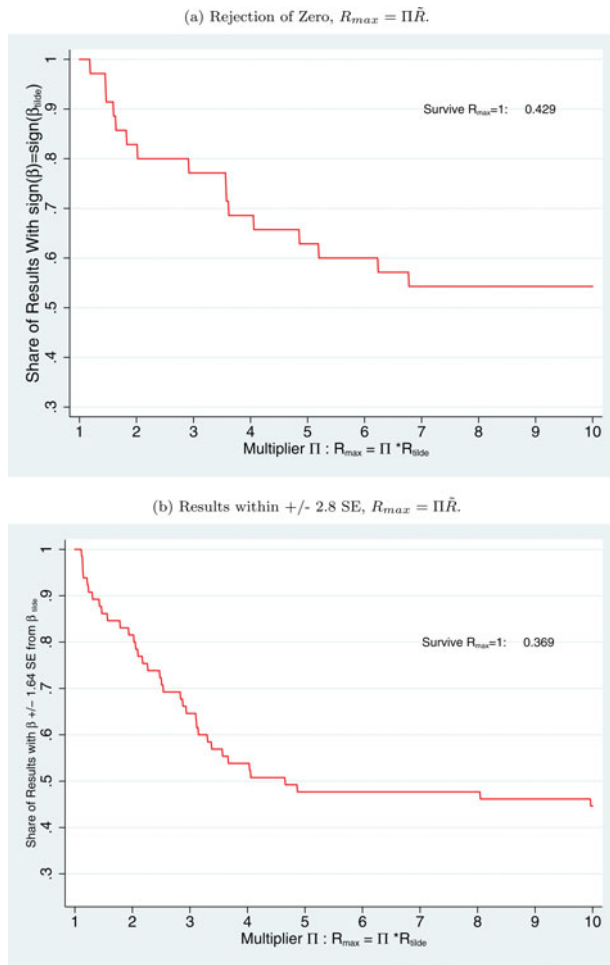 (a) Rejection of Zero, R_max = ΠR̃.
Share of Results With sign(β)=sign(β_tilde)
1
.9
.8
.7
.6
.5
.4
.3
Survive R_max=1: 0.429
1 2 3 4 5 6 7 8 9 10
Multiplier Π : R_max = Π *R_tilde
(b) Results within +/- 2.8 SE, R_max = ΠR̃.
Share of Results with β +/- 1.64 SE from β_tilde
1
.9
.8
.7
.6
.5
.4
.3
Survive R_max=1: 0.369
1 2 3 4 5 6 7 8 9 10
Multiplier Π : R_max = Π *R_tilde